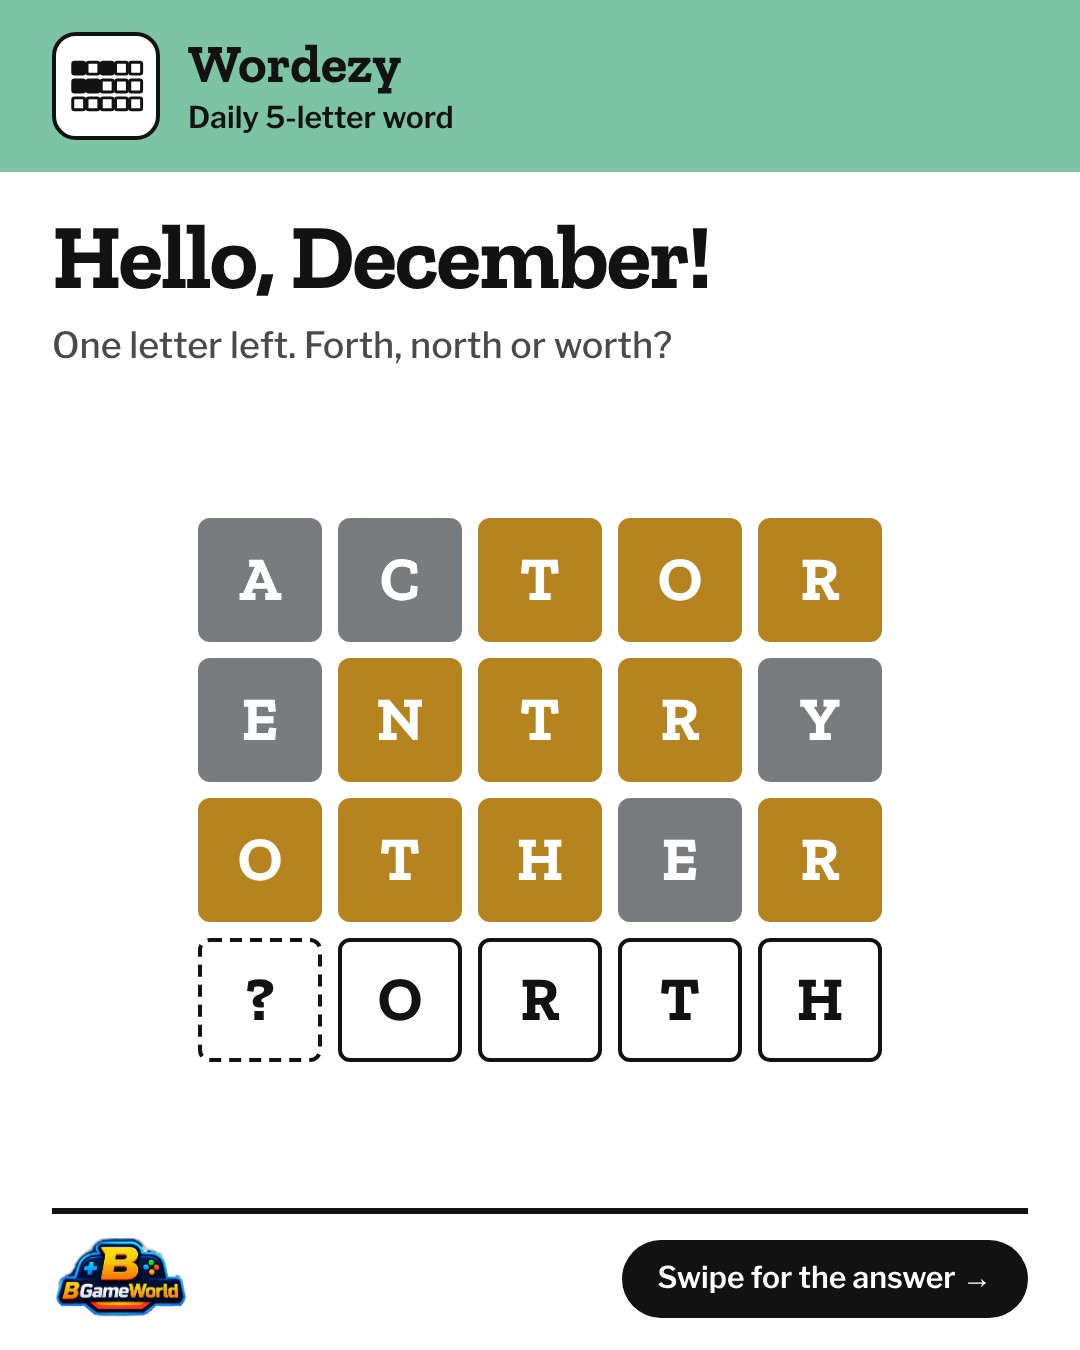 Wordezy
Daily 5-letter word
Hello, December!
One letter left. Forth, north or worth?
A C T O R
E N T R Y
O T H E R
? O R T H
B
BGameWorld
Swipe for the answer →